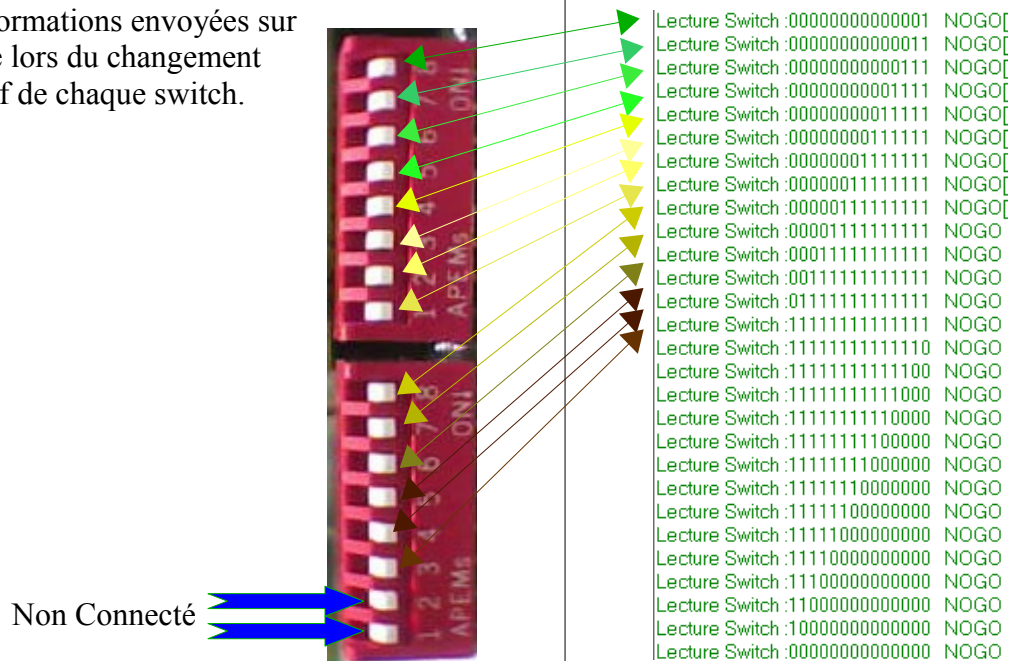 formations envoyées sur
e lors du changement
f de chaque switch.
1 2 3 4 5 6 7 8
APEMs ON↓
1 2 3 4 5 6 7 8
APEMs ON↓
Non Connecté
Lecture Switch :00000000000001 NOGO[
Lecture Switch :00000000000011 NOGO[
Lecture Switch :00000000000111 NOGO[
Lecture Switch :00000000001111 NOGO[
Lecture Switch :00000000011111 NOGO[
Lecture Switch :00000000111111 NOGO[
Lecture Switch :00000001111111 NOGO[
Lecture Switch :00000011111111 NOGO[
Lecture Switch :00000111111111 NOGO[
Lecture Switch :00001111111111 NOGO
Lecture Switch :00011111111111 NOGO
Lecture Switch :00111111111111 NOGO
Lecture Switch :01111111111111 NOGO
Lecture Switch :11111111111111 NOGO
Lecture Switch :11111111111110 NOGO
Lecture Switch :11111111111100 NOGO
Lecture Switch :11111111111000 NOGO
Lecture Switch :11111111110000 NOGO
Lecture Switch :11111111100000 NOGO
Lecture Switch :11111111000000 NOGO
Lecture Switch :11111110000000 NOGO
Lecture Switch :11111100000000 NOGO
Lecture Switch :11111000000000 NOGO
Lecture Switch :11110000000000 NOGO
Lecture Switch :11100000000000 NOGO
Lecture Switch :11000000000000 NOGO
Lecture Switch :10000000000000 NOGO
Lecture Switch :00000000000000 NOGO